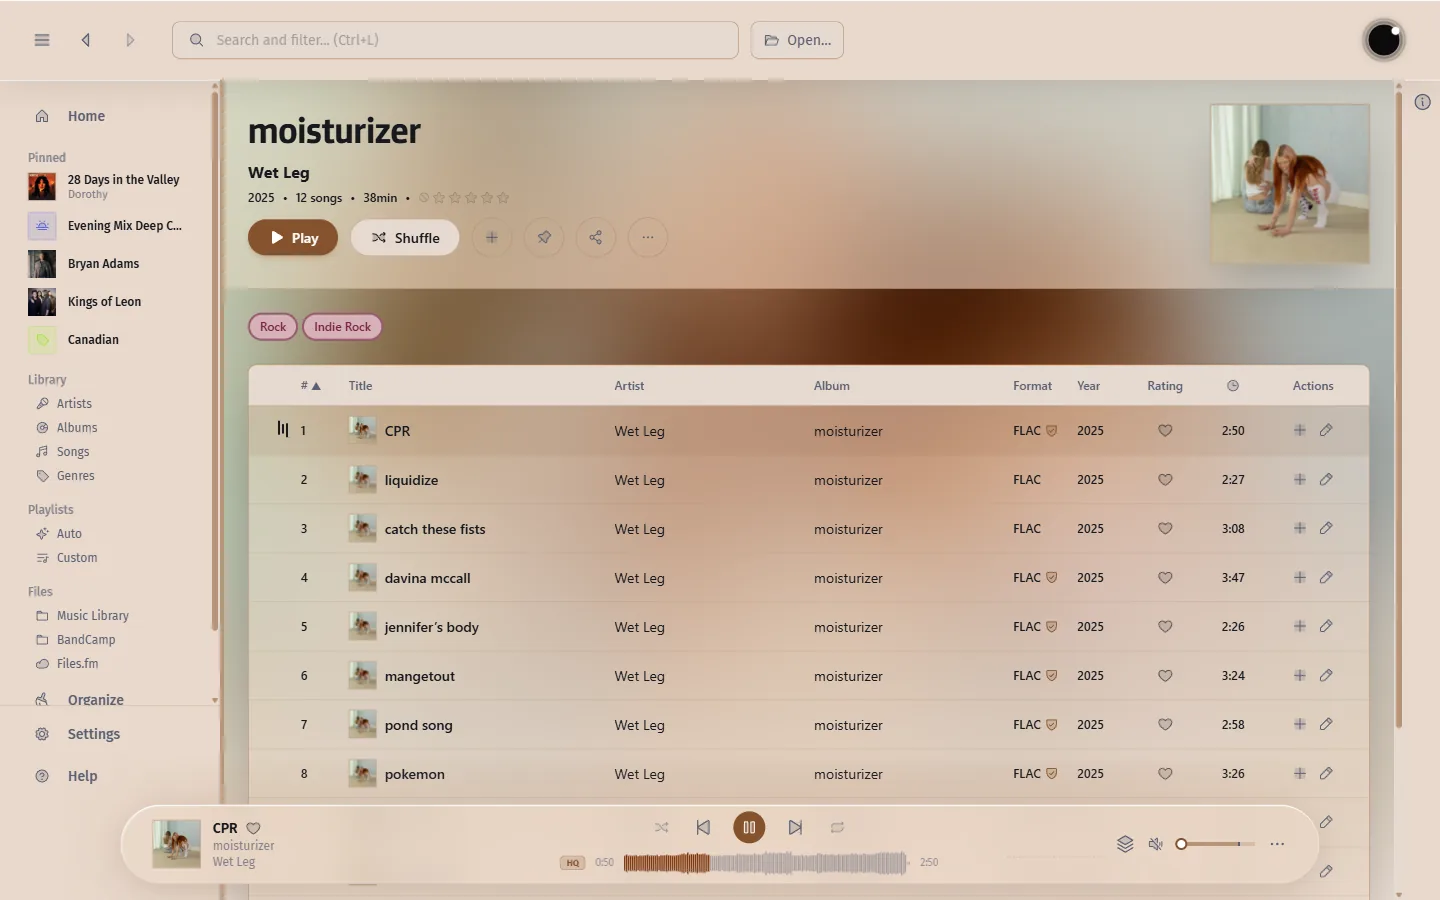 Search and filter... (Ctrl+L)
Open...
Home
Pinned
28 Days in the Valley
Dorothy
Evening Mix Deep C...
Bryan Adams
Kings of Leon
Canadian
Library
Artists
Albums
Songs
Genres
Playlists
Auto
Custom
Files
Music Library
BandCamp
Files.fm
Organize
Settings
Help
moisturizer
Wet Leg
2025 • 12 songs • 38min •
Play
Shuffle
Rock
Indie Rock
# ▲ Title Artist Album Format Year Rating Actions
1 CPR Wet Leg moisturizer FLAC 2025 2:50
2 liquidize Wet Leg moisturizer FLAC 2025 2:27
3 catch these fists Wet Leg moisturizer FLAC 2025 3:08
4 davina mccall Wet Leg moisturizer FLAC 2025 3:47
5 jennifer’s body Wet Leg moisturizer FLAC 2025 2:26
6 mangetout Wet Leg moisturizer FLAC 2025 3:24
7 pond song Wet Leg moisturizer FLAC 2025 2:58
8 pokemon Wet Leg moisturizer FLAC 2025 3:26
CPR
moisturizer
Wet Leg
HQ 0:50 2:50